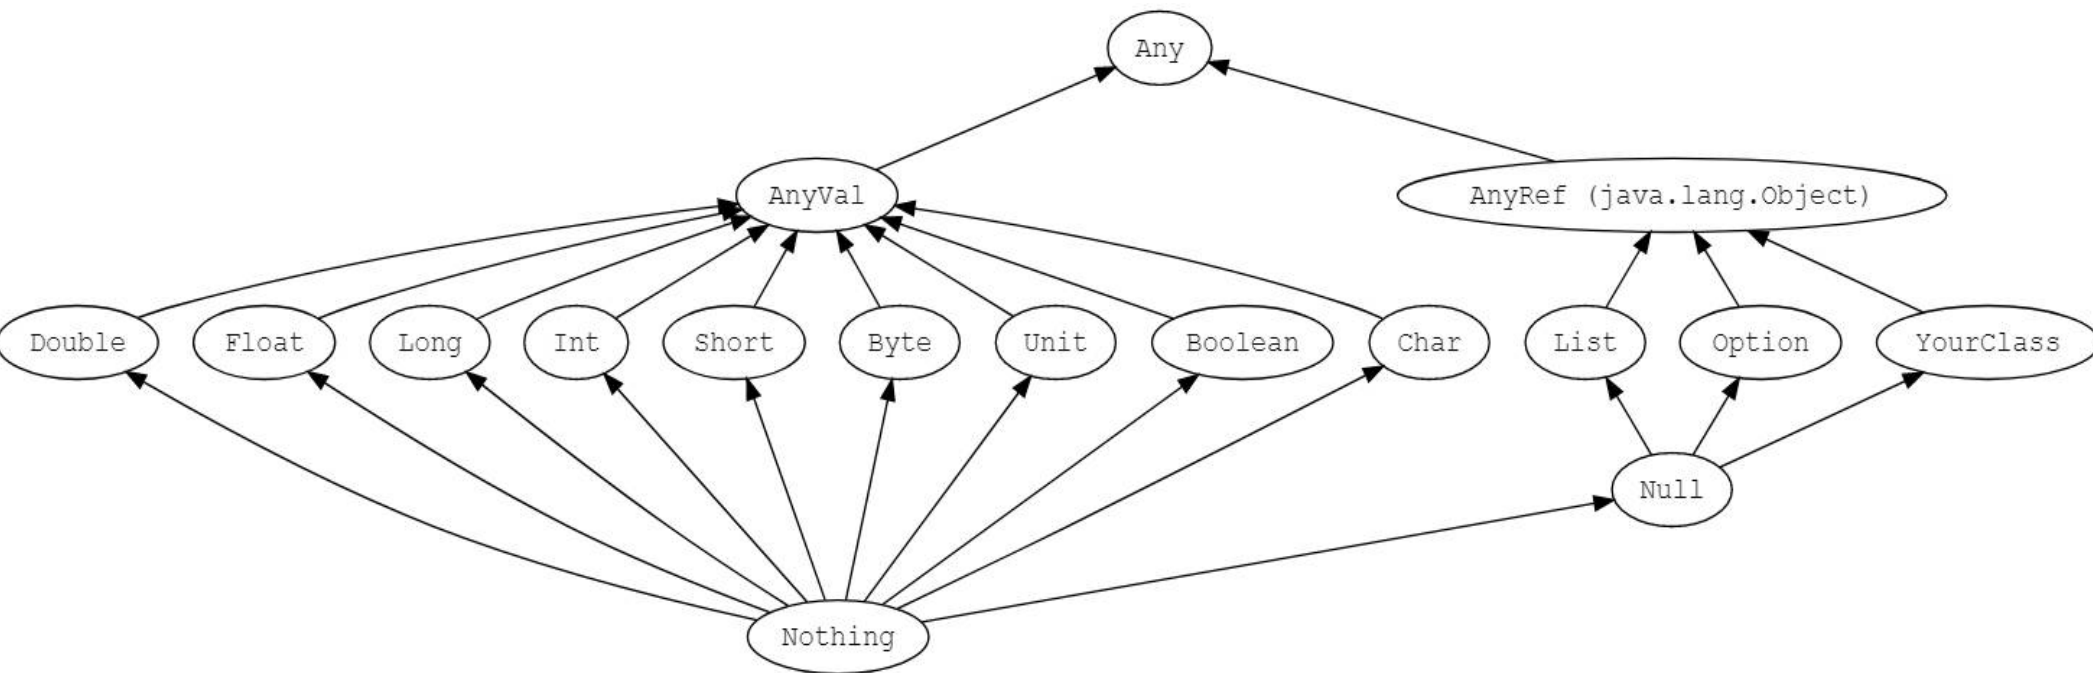 Any
AnyVal
AnyRef (java.lang.Object)
Double
Float
Long
Int
Short
Byte
Unit
Boolean
Char
List
Option
YourClass
Null
Nothing